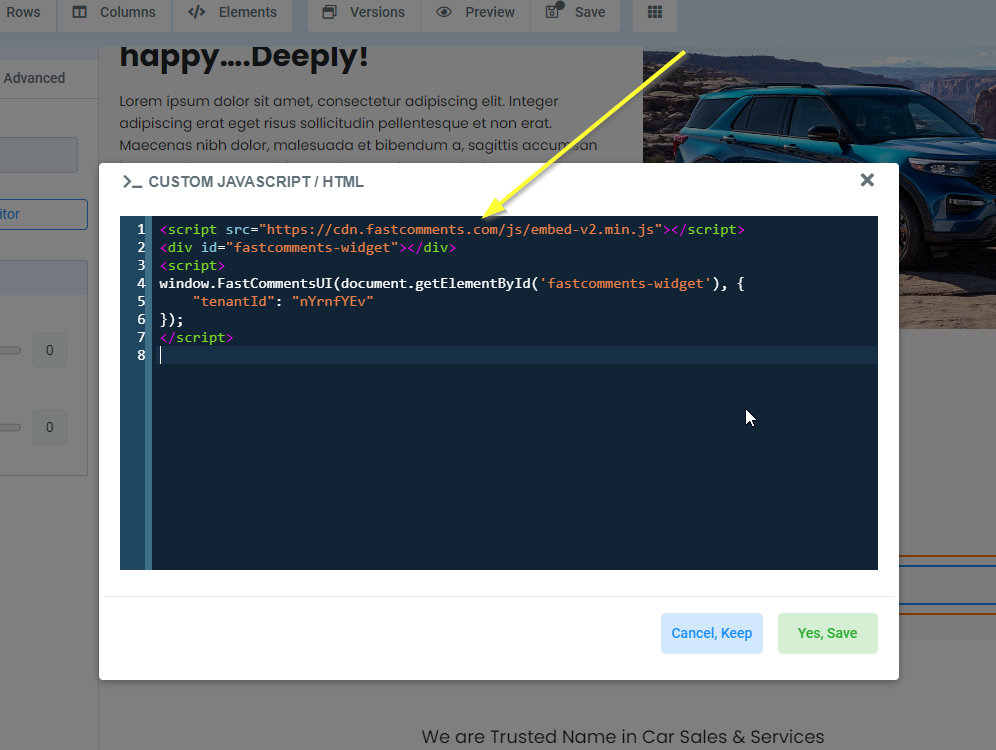 Rows Columns Elements Versions Preview Save
Advanced
happy....Deeply!
Lorem ipsum dolor sit amet, consectetur adipiscing elit. Integer
adipiscing erat eget risus sollicitudin pellentesque et non erat.
Maecenas nibh dolor, malesuada et bibendum a, sagittis accumsan
itor
0
0
CUSTOM JAVASCRIPT / HTML
1 <script src="https://cdn.fastcomments.com/js/embed-v2.min.js"></script>
2 <div id="fastcomments-widget"></div>
3 <script>
4 window.FastCommentsUI(document.getElementById('fastcomments-widget'), {
5 "tenantId": "nYrnfYEv"
6 });
7 </script>
8
Cancel, Keep Yes, Save
We are Trusted Name in Car Sales & Services